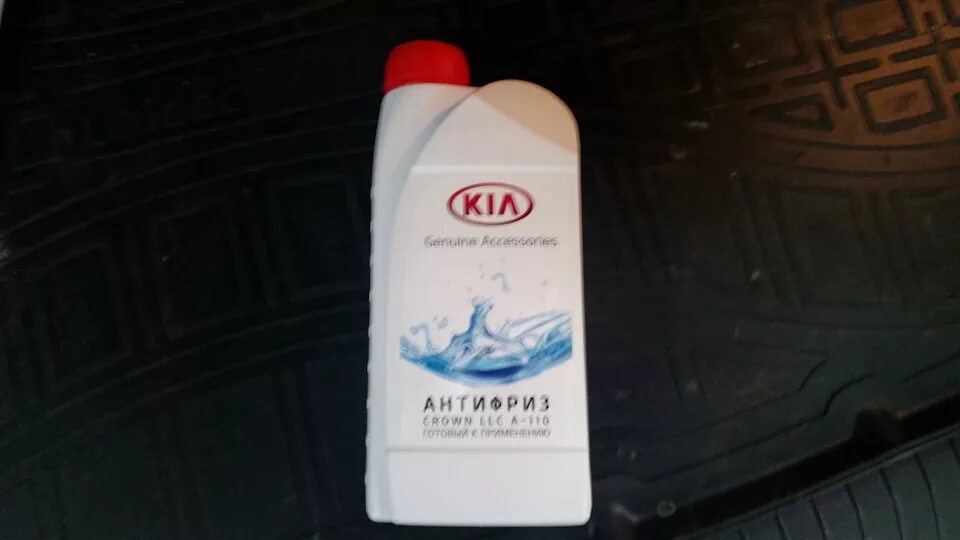 KIA
Genuine Accessories
АНТИФРИЗ
CROWN LLC A-110
ГОТОВЫЙ К ПРИМЕНЕНИЮ